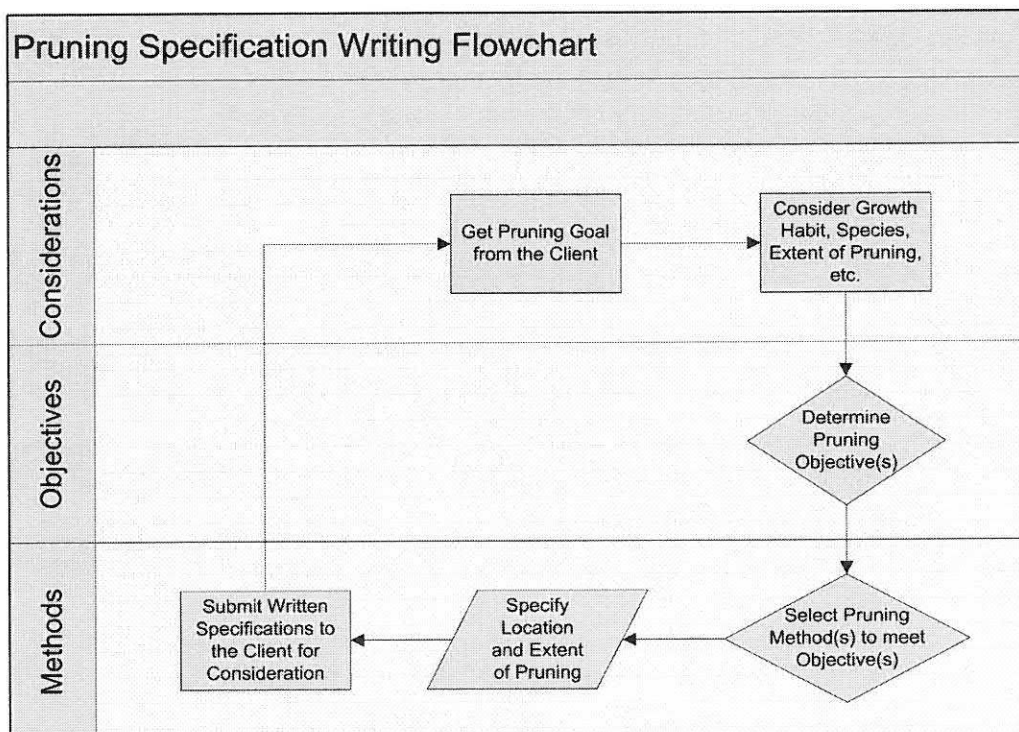 Pruning Specification Writing Flowchart
Considerations
Get Pruning Goal
from the Client
Consider Growth
Habit, Species,
Extent of Pruning,
etc.
Objectives
Determine
Pruning
Objective(s)
Methods
Submit Written
Specifications to
the Client for
Consideration
Specify
Location
and Extent
of Pruning
Select Pruning
Method(s) to meet
Objective(s)